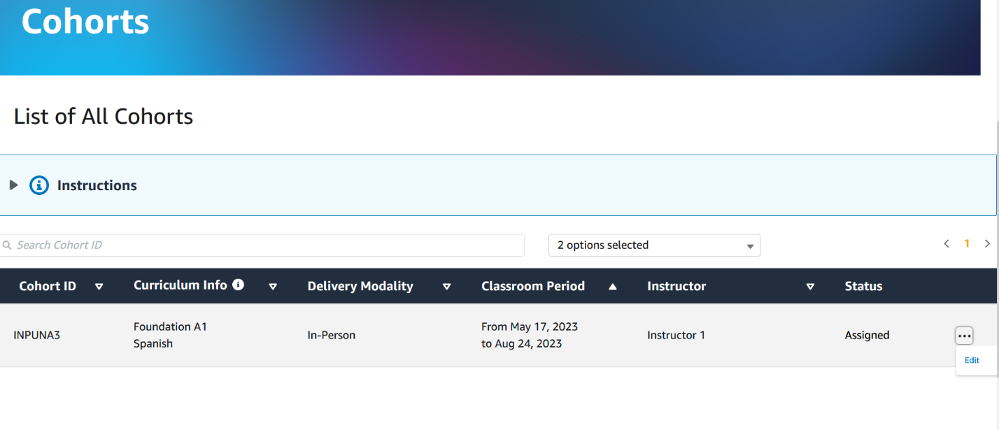 Cohorts
List of All Cohorts
Instructions
Search Cohort ID
2 options selected
1
Cohort ID Curriculum Info Delivery Modality Classroom Period Instructor Status
INPUNA3 Foundation A1 Spanish In-Person From May 17, 2023 to Aug 24, 2023 Instructor 1 Assigned
Edit